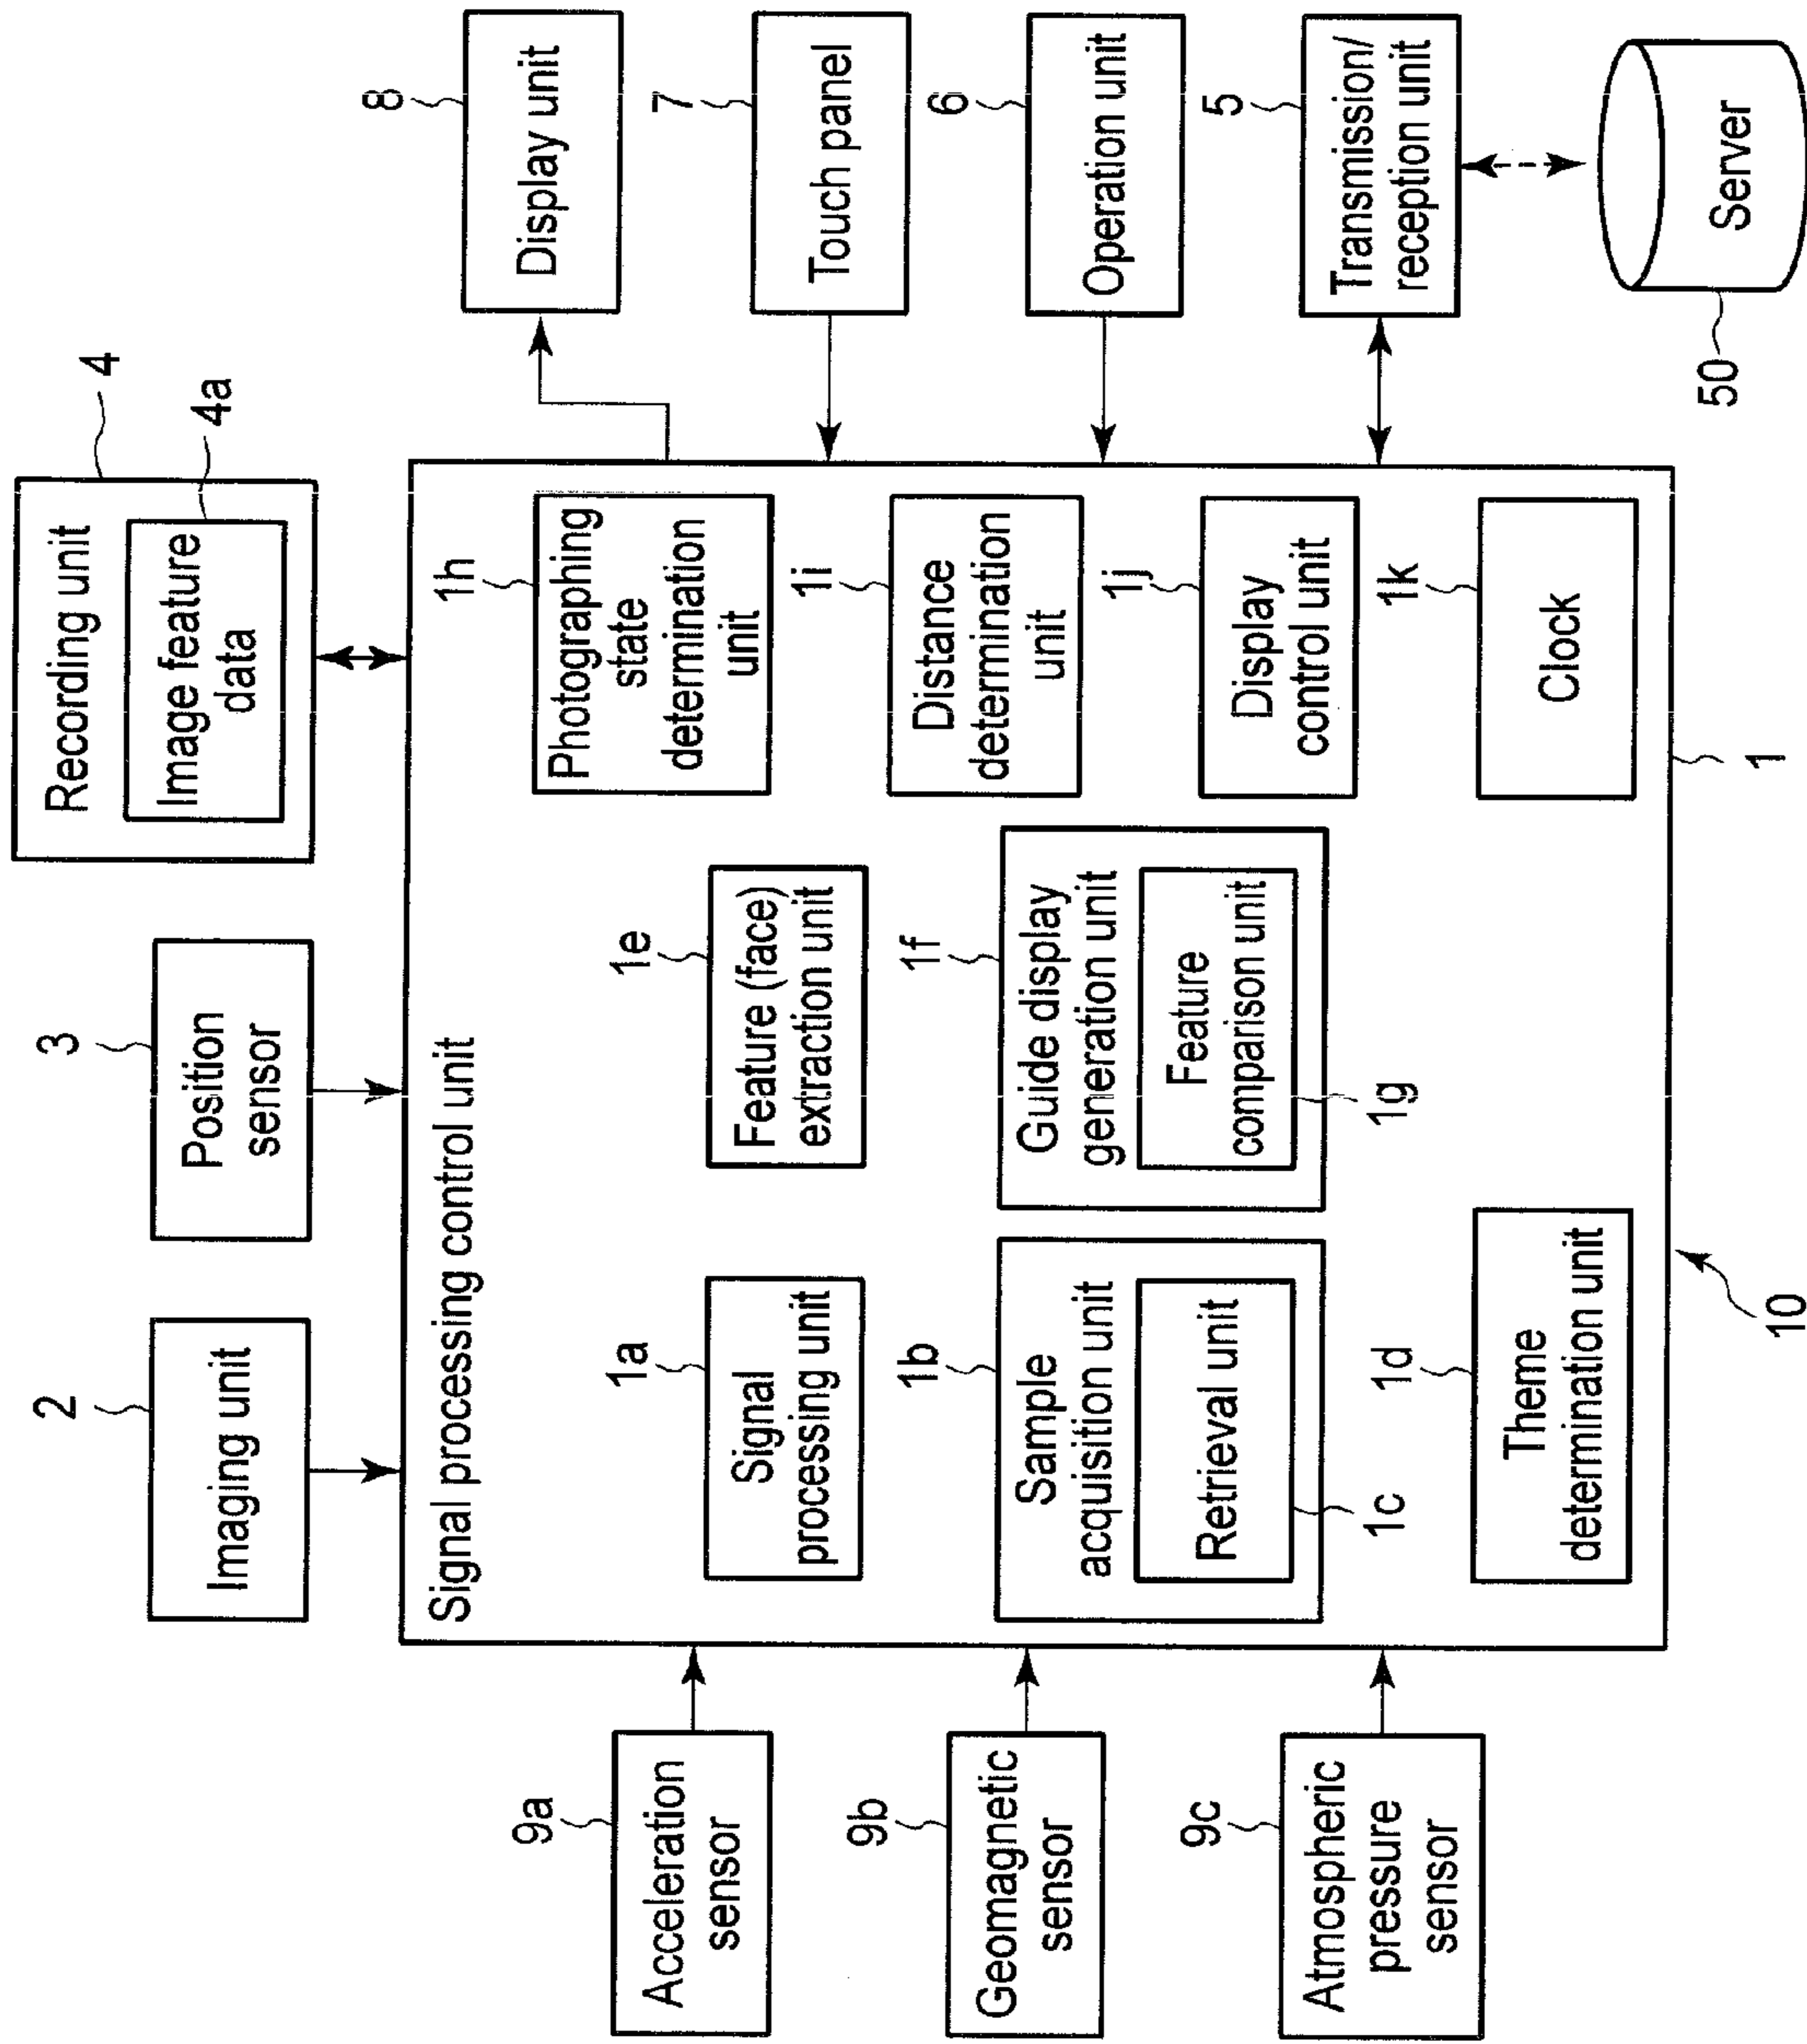 2
Imaging unit
3
Position
sensor
4
Recording unit
4a
Image feature
data
8
Display unit
7
Touch panel
6
Operation unit
5
Transmission/
reception unit
Server
50
9a
Acceleration
sensor
9b
Geomagnetic
sensor
9c
Atmospheric
pressure
sensor
Signal processing control unit
1a
Signal
processing unit
1e
Feature (face)
extraction unit
1h
Photographing
state
determination
unit
1b
Sample
acquisition unit
Retrieval unit
1c
1f
Guide display
generation unit
Feature
comparison unit
1g
1i
Distance
determination
unit
1j
Display
control unit
1d
Theme
determination unit
1k
Clock
10
1